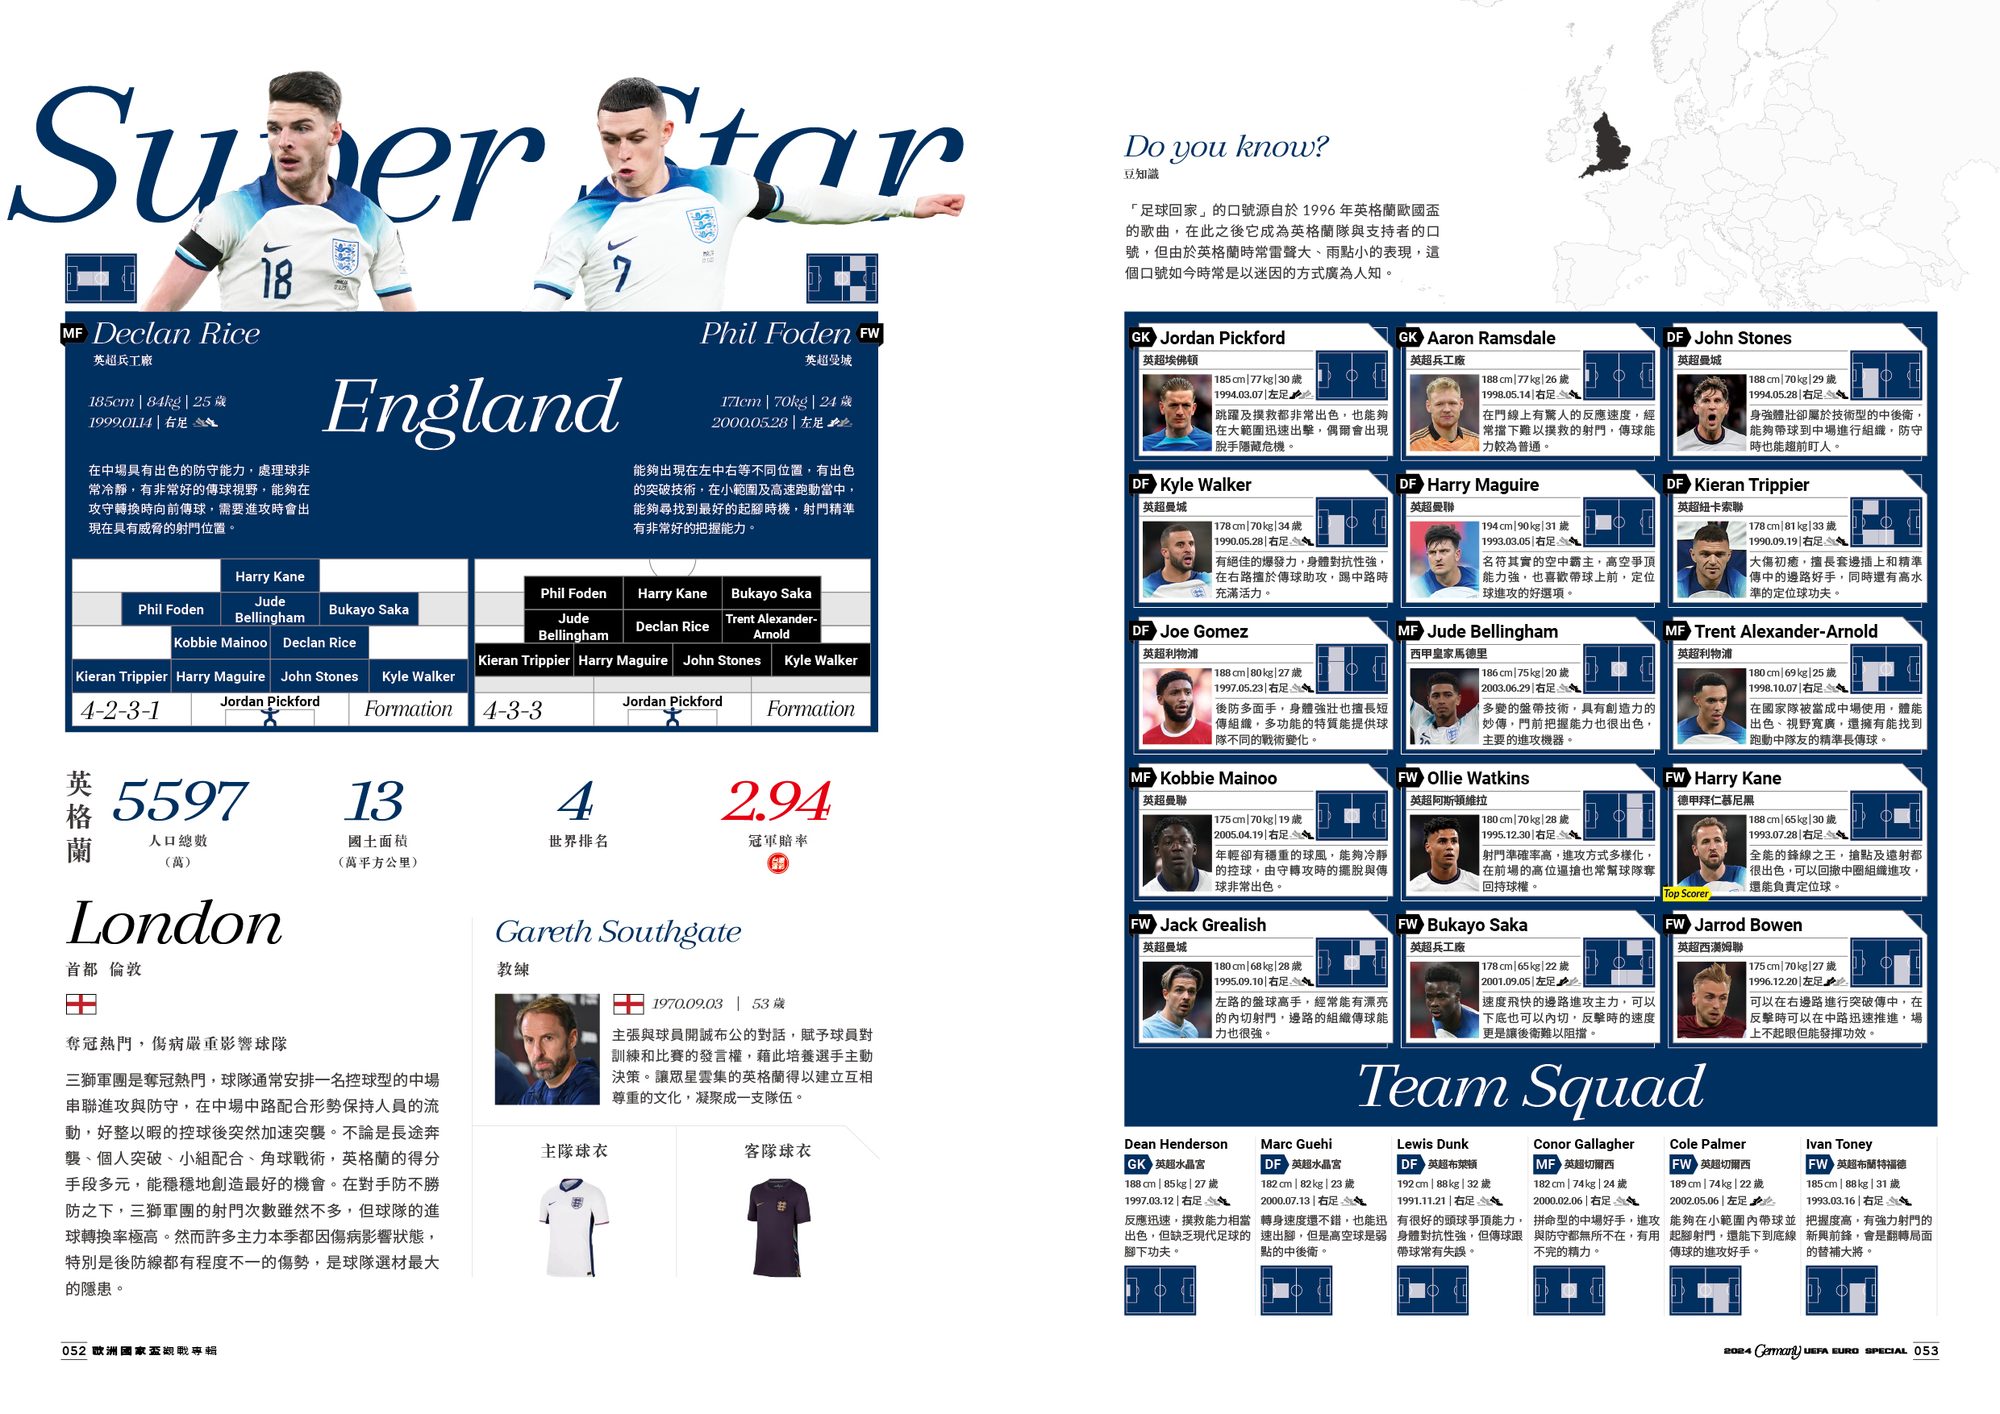 Super Star
18
7
MF Declan Rice
英超兵工廠
185cm | 84kg | 25 歲
1999.01.14 | 右足
在中場具有出色的防守能力,處理球非
常冷靜,有非常好的傳球視野,能夠在
攻守轉換時向前傳球,需要進攻時會出
現在具有威脅的射門位置。
England
Phil Foden FW
英超曼城
171cm | 70kg | 24 歲
2000.05.28 | 左足
能夠出現在左中右等不同位置,有出色
的突破技術,在小範圍及高速跑動當中,
能夠尋找到最好的起腳時機,射門精準
有非常好的把握能力。
Harry Kane
Phil Foden
Jude
Bellingham
Bukayo Saka
Kobbie Mainoo
Declan Rice
Kieran Trippier
Harry Maguire
John Stones
Kyle Walker
Jordan Pickford
4-2-3-1
Formation
Phil Foden
Harry Kane
Bukayo Saka
Jude
Bellingham
Declan Rice
Trent Alexander-
Arnold
Kieran Trippier
Harry Maguire
John Stones
Kyle Walker
Jordan Pickford
4-3-3
Formation
英格蘭
5597
人口總數
(萬)
13
國土面積
(萬平方公里)
4
世界排名
2.94
冠軍賠率
London
首都 倫敦
奪冠熱門,傷病嚴重影響球隊
三獅軍團是奪冠熱門,球隊通常安排一名控球型的中場
串聯進攻與防守,在中場中路配合形勢保持人員的流
動,好整以暇的控球後突然加速突襲。不論是長途奔
襲、個人突破、小組配合、角球戰術,英格蘭的得分
手段多元,能穩穩地創造最好的機會。在對手防不勝
防之下,三獅軍團的射門次數雖然不多,但球隊的進
球轉換率極高。然而許多主力本季都因傷病影響狀態,
特別是後防線都有程度不一的傷勢,是球隊選材最大
的隱患。
Gareth Southgate
教練
1970.09.03 | 53 歲
主張與球員開誠布公的對話,賦予球員對
訓練和比賽的發言權,藉此培養選手主動
決策。讓眾星雲集的英格蘭得以建立互相
尊重的文化,凝聚成一支隊伍。
主隊球衣
客隊球衣
052 歐洲國家盃觀戰專輯
Do you know?
豆知識
「足球回家」的口號源自於 1996 年英格蘭歐國盃
的歌曲,在此之後它成為英格蘭隊與支持者的口
號,但由於英格蘭時常雷聲大、雨點小的表現,這
個口號如今時常是以迷因的方式廣為人知。
GK Jordan Pickford
英超埃佛頓
185cm|77kg|30 歲
1994.03.07|左足
跳躍及撲救都非常出色,也能夠
在大範圍迅速出擊,偶爾會出現
脫手隱藏危機。
GK Aaron Ramsdale
英超兵工廠
188cm|77kg|26 歲
1998.05.14|右足
在門線上有驚人的反應速度,經
常擋下難以撲救的射門,傳球能
力較為普通。
DF John Stones
英超曼城
188cm|70kg|29 歲
1994.05.28|右足
身強體壯卻屬於技術型的中後衛,
能夠帶球到中場進行組織,防守
時也能趨前盯人。
DF Kyle Walker
英超曼城
178cm|70kg|34 歲
1990.05.28|右足
有絕佳的爆發力,身體對抗性強,
在右路擅於傳球助攻,踢中路時
充滿活力。
DF Harry Maguire
英超曼聯
194cm|90kg|31 歲
1993.03.05|右足
名符其實的空中霸主,高空爭頂
能力強,也喜歡帶球上前,定位
球進攻的好選項。
DF Kieran Trippier
英超紐卡索聯
178cm|81kg|33 歲
1990.09.19|右足
大傷初癒,擅長套邊插上和精準
傳中的邊路好手,同時還有高水
準的定位球功夫。
DF Joe Gomez
英超利物浦
188cm|80kg|27 歲
1997.05.23|右足
後防多面手,身體強壯也擅長短
傳組織,多功能的特質能提供球
隊不同的戰術變化。
MF Jude Bellingham
西甲皇家馬德里
186cm|75kg|20 歲
2003.06.29|右足
多變的盤帶技術,具有創造力的
妙傳,門前把握能力也很出色,
主要的進攻機器。
MF Trent Alexander-Arnold
英超利物浦
180cm|69kg|25 歲
1998.10.07|右足
在國家隊被當成中場使用,體能
出色、視野寬廣,還擁有能找到
跑動中隊友的精準長傳球。
MF Kobbie Mainoo
英超曼聯
175cm|70kg|19 歲
2005.04.19|右足
年輕卻有穩重的球風,能夠冷靜
的控球,由守轉攻時的擺脫與傳
球非常出色。
FW Ollie Watkins
英超阿斯頓維拉
180cm|70kg|28 歲
1995.12.30|右足
射門準確率高,進攻方式多樣化,
在前場的高位逼搶也常幫球隊奪
回持球權。
FW Harry Kane
德甲拜仁慕尼黑
188cm|65kg|30 歲
1993.07.28|右足
全能的鋒線之王,搶點及遠射都
很出色,可以回撤中圈組織進攻,
還能負責定位球。
Top Scorer
FW Jack Grealish
英超曼城
180cm|68kg|28 歲
1995.09.10|右足
左路的盤球高手,經常能有漂亮
的內切射門,邊路的組織傳球能
力也很強。
FW Bukayo Saka
英超兵工廠
178cm|65kg|22 歲
2001.09.05|左足
速度飛快的邊路進攻主力,可以
下底也可以內切,反擊時的速度
更是讓後衛難以阻擋。
FW Jarrod Bowen
英超西漢姆聯
175cm|70kg|27 歲
1996.12.20|左足
可以在右邊路進行突破傳中,在
反擊時可以在中路迅速推進,場
上不起眼但能發揮功效。
Team Squad
Dean Henderson
GK 英超水晶宮
188cm | 85kg | 27 歲
1997.03.12 | 右足
反應迅速,撲救能力相當
出色,但缺乏現代足球的
腳下功夫。
Marc Guehi
DF 英超水晶宮
182cm | 82kg | 23 歲
2000.07.13 | 右足
轉身速度還不錯,也能迅
速出腳,但是高空球是弱
點的中後衛。
Lewis Dunk
DF 英超布萊頓
192cm | 88kg | 32 歲
1991.11.21 | 右足
有很好的頭球爭頂能力,
身體對抗性強,但傳球跟
帶球常有失誤。
Conor Gallagher
MF 英超切爾西
182cm | 74kg | 24 歲
2000.02.06 | 右足
拼命型的中場好手,進攻
與防守都無所不在,有用
不完的精力。
Cole Palmer
FW 英超切爾西
189cm | 74kg | 22 歲
2002.05.06 | 左足
能夠在小範圍內帶球並
起腳射門,還能下到底線
傳球的進攻好手。
Ivan Toney
FW 英超布蘭特福德
185cm | 88kg | 31 歲
1993.03.16 | 右足
把握度高,有強力射門的
新興前鋒,會是翻轉局面
的替補大將。
2024 Germany UEFA EURO SPECIAL 053